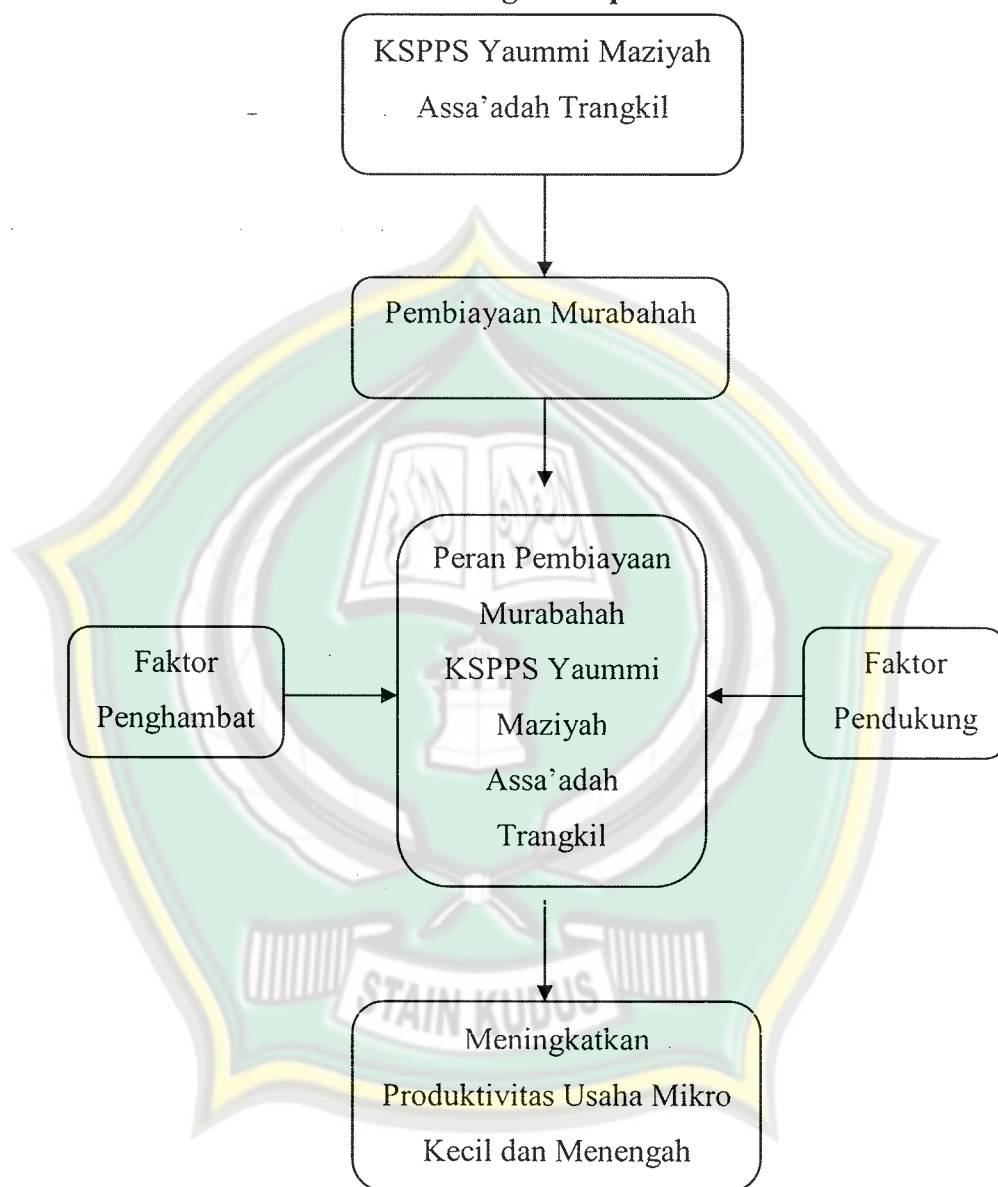 KSPPS Yaummi Maziyah
Assa'adah Trangkil
Pembiayaan Murabahah
Peran Pembiayaan
Murabahah
KSPPS Yaummi
Maziyah
Assa'adah
Trangkil
Faktor
Penghambat
Faktor
Pendukung
STAIN KUDUS
Meningkatkan
Produktivitas Usaha Mikro
Kecil dan Menengah